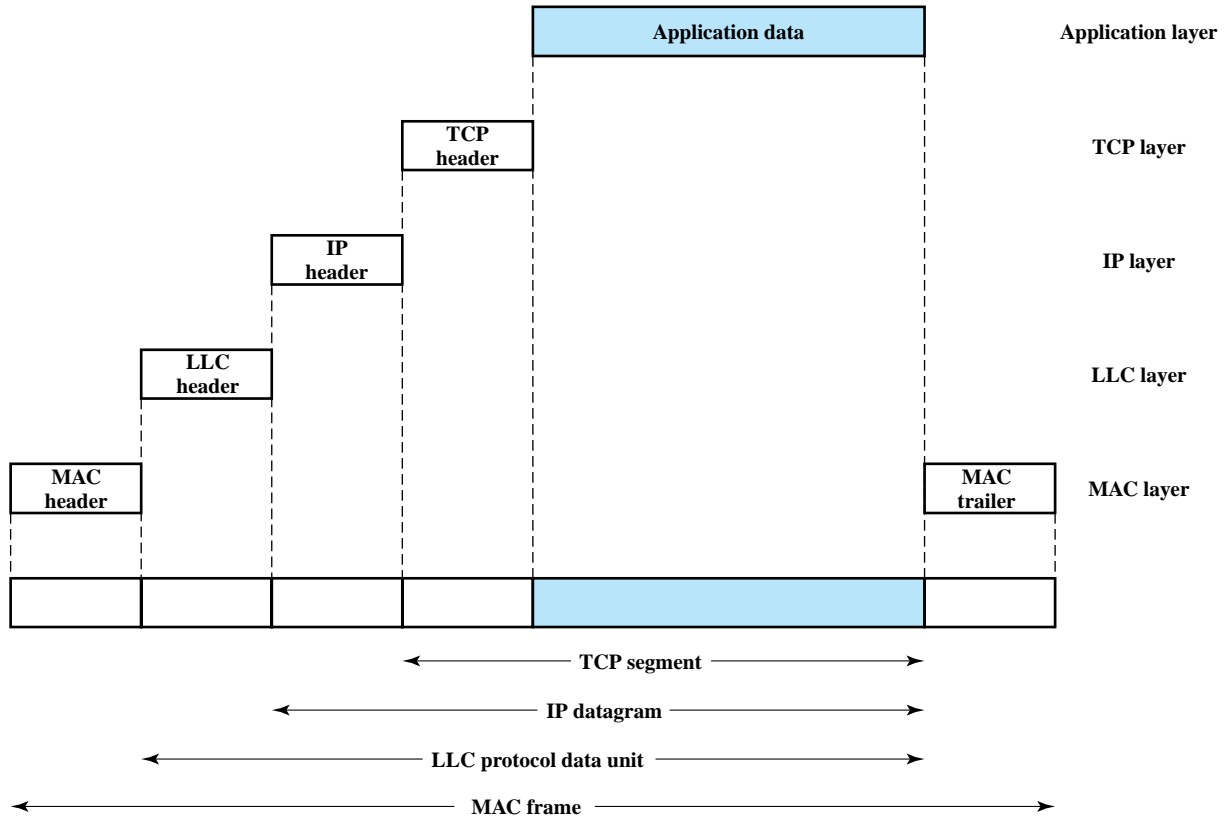 Application data
Application layer
TCP
header
TCP layer
IP
header
IP layer
LLC
header
LLC layer
MAC
header
MAC
trailer
MAC layer
TCP segment
IP datagram
LLC protocol data unit
MAC frame